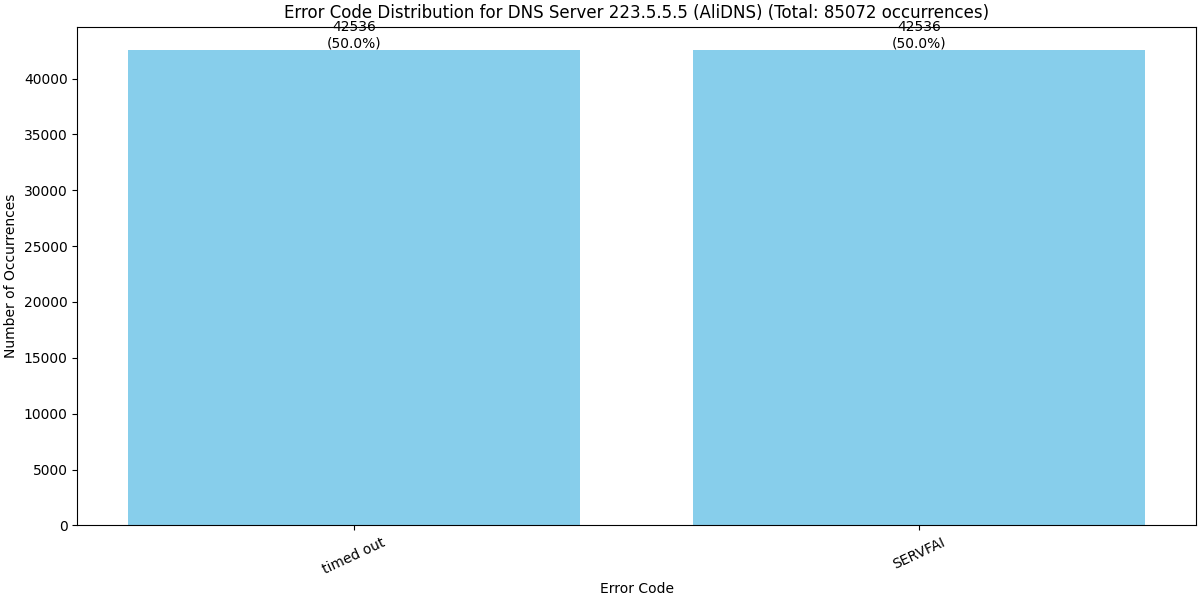 Error Code Distribution for DNS Server 223.5.5.5 (AliDNS) (Total: 85072 occurrences)
42536
(50.0%)
42536
(50.0%)
40000
35000
30000
25000
20000
15000
10000
5000
0
Number of Occurrences
timed out
SERVFAI
Error Code